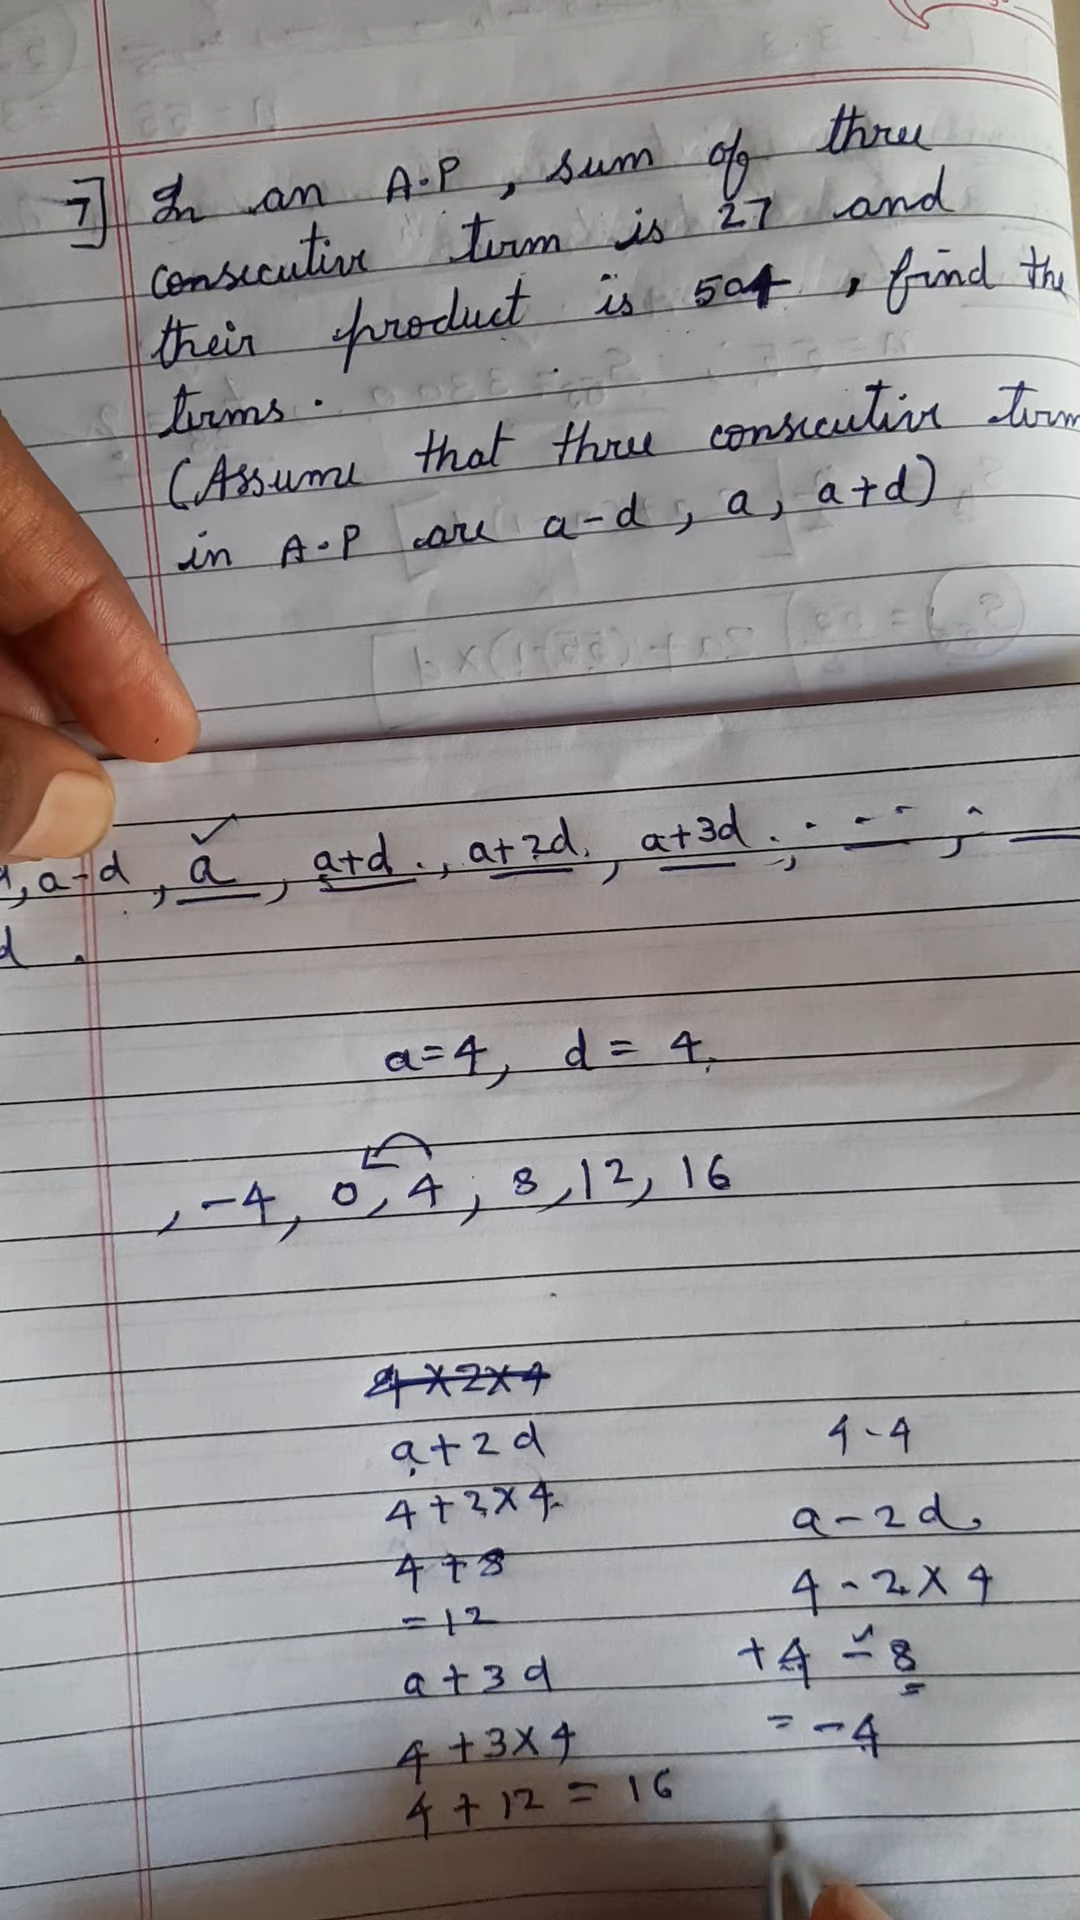 7] In an A.P, sum of three
consecutive term is 27 and
their product is 504, find the
terms.
(Assume that three consecutive term
in A.P are a-d, a, a+d)
, a-d, a, a+d., a+2d, a+3d
d.
a=4, d = 4.
, -4, 0, 4, 8, 12, 16
4×2×4
a+2d
4-4
4+2×4
a-2d
4+8
4-2×4
=12
+4-8
a+3d
= -4
4+3×4
4+12 = 16